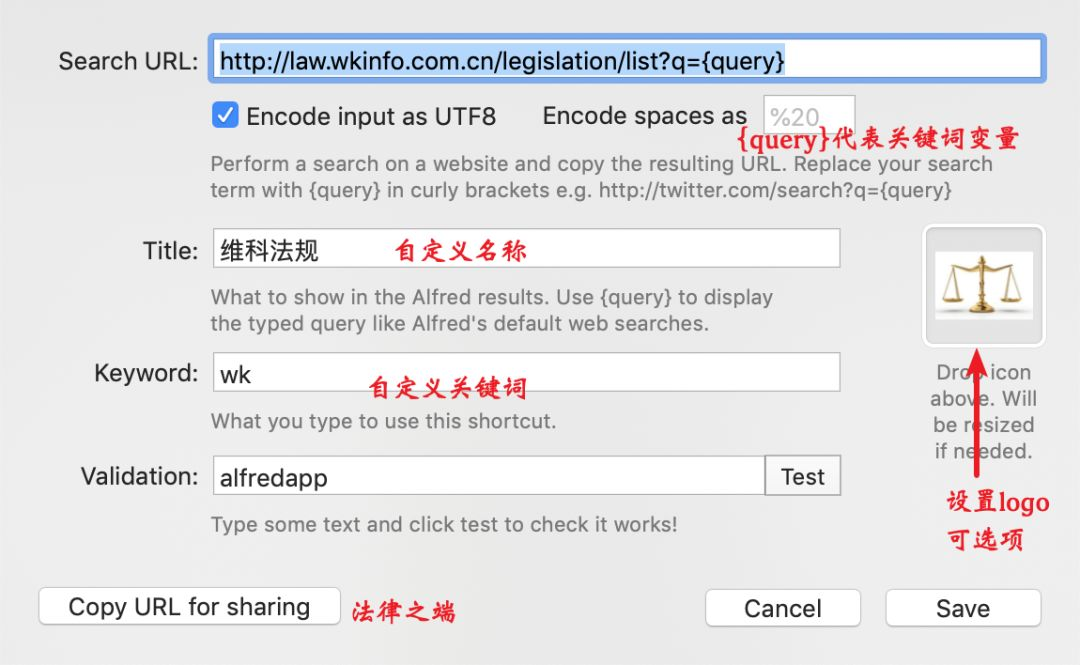 Search URL: http://law.wkinfo.com.cn/legislation/list?q={query}
Encode input as UTF8 Encode spaces as %20
{query}代表关键词变量
Perform a search on a website and copy the resulting URL. Replace your search
term with {query} in curly brackets e.g. http://twitter.com/search?q={query}
Title: 维科法规 自定义名称
What to show in the Alfred results. Use {query} to display
the typed query like Alfred's default web searches.
Keyword: wk 自定义关键词
What you type to use this shortcut.
Drop icon
above. Will
be resized
if needed.
Validation: alfredapp Test
Type some text and click test to check it works!
设置logo
可选项
Copy URL for sharing 法律之端 Cancel Save